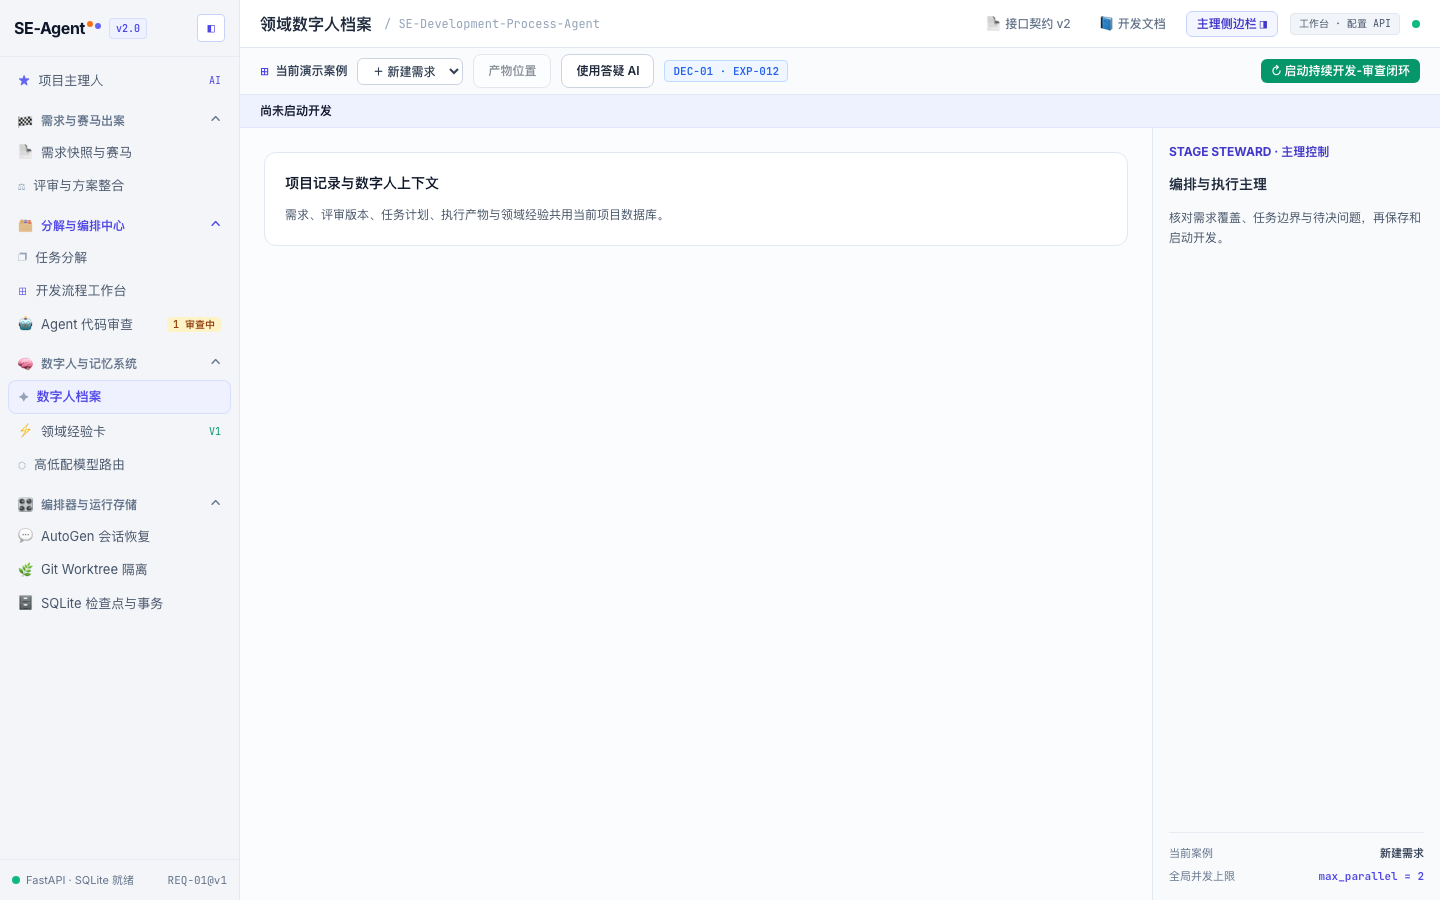 SE-Agent v2.0
项目主理人 AI
需求与赛马出案
需求快照与赛马
评审与方案整合
分解与编排中心
任务分解
开发流程工作台
Agent 代码审查 1 审查中
数字人与记忆系统
数字人档案
领域经验卡 V1
高低配模型路由
编排器与运行存储
AutoGen 会话恢复
Git Worktree 隔离
SQLite 检查点与事务
FastAPI · SQLite 就绪 REQ-01@v1
领域数字人档案 / SE-Development-Process-Agent
接口契约 v2 开发文档 主理侧边栏 工作台 · 配置 API
当前演示案例 ＋ 新建需求 产物位置 使用答疑 AI DEC-01 · EXP-012 ↻ 启动持续开发-审查闭环
尚未启动开发
项目记录与数字人上下文
需求、评审版本、任务计划、执行产物与领域经验共用当前项目数据库。
STAGE STEWARD · 主理控制
编排与执行主理
核对需求覆盖、任务边界与待决问题，再保存和
启动开发。
当前案例 新建需求
全局并发上限 max_parallel = 2